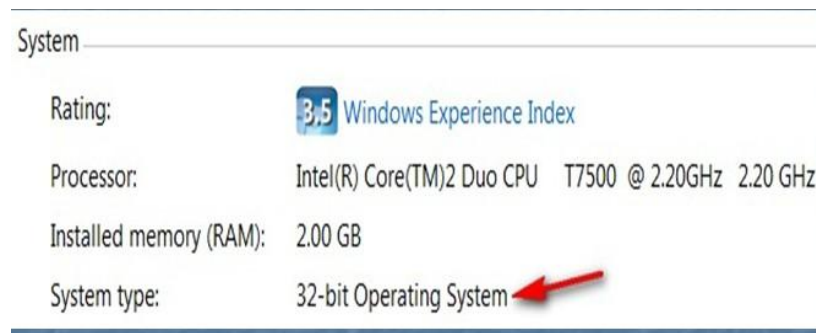 System
Rating: 3.5 Windows Experience Index
Processor: Intel(R) Core(TM)2 Duo CPU T7500 @ 2.20GHz 2.20 GHz
Installed memory (RAM): 2.00 GB
System type: 32-bit Operating System